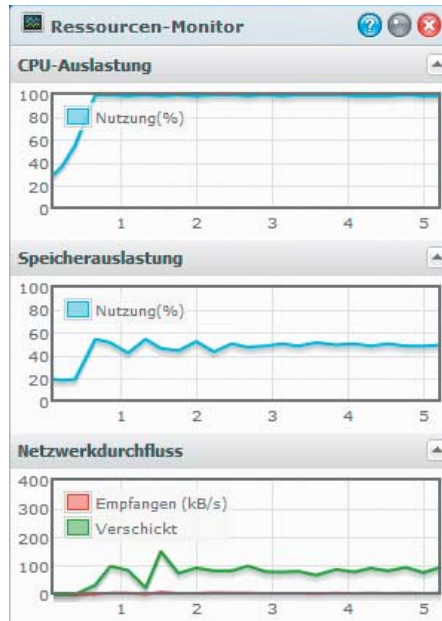 Ressourcen-Monitor
?
CPU-Auslastung
100
80
60
40
20
0
Nutzung(%)
1 2 3 4 5
Speicherauslastung
100
80
60
40
20
0
Nutzung(%)
1 2 3 4 5
Netzwerkdurchfluss
400
300
200
100
0
Empfangen (kB/s)
Verschickt
1 2 3 4 5